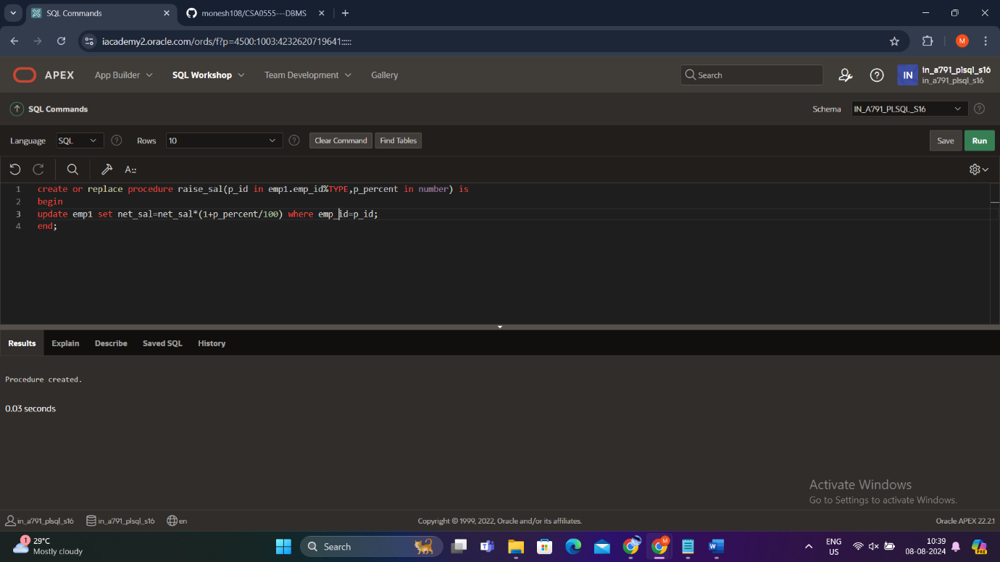 SQL Commands
monesh108/CSA0555---DBMS
iacademy2.oracle.com/ords/f?p=4500:1003:4232620719641:::::
M
APEX
App Builder
SQL Workshop
Team Development
Gallery
Search
IN
in_a791_plsql_s16
in_a791_plsql_s16
SQL Commands
Schema
IN_A791_PLSQL_S16
Language
SQL
Rows
10
Clear Command
Find Tables
Save
Run
A::
1 create or replace procedure raise_sal(p_id in emp1.emp_id%TYPE,p_percent in number) is
2 begin
3 update emp1 set net_sal=net_sal*(1+p_percent/100) where emp_id=p_id;
4 end;
Results
Explain
Describe
Saved SQL
History
Procedure created.
0.03 seconds
Activate Windows
Go to Settings to activate Windows.
in_a791_plsql_s16
in_a791_plsql_s16
en
Copyright © 1999, 2022, Oracle and/or its affiliates.
Oracle APEX 22.2.1
1
29°C
Mostly cloudy
Search
M
ENG
US
10:39
08-08-2024
PRE